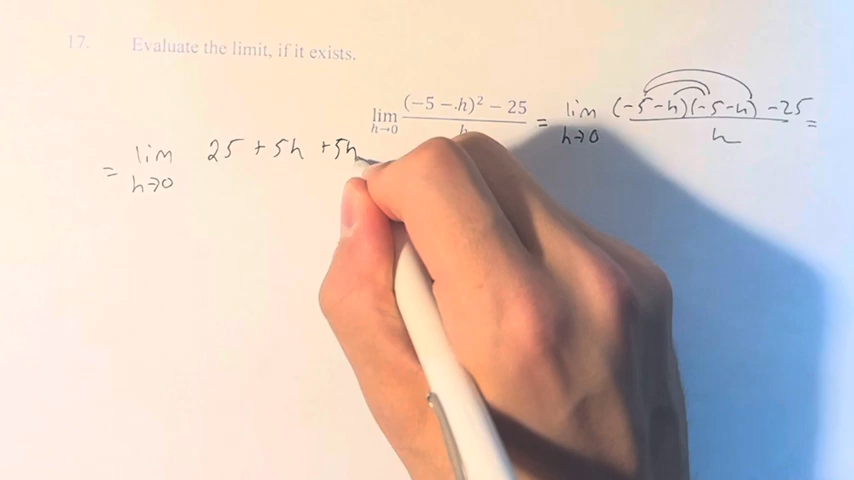 17. Evaluate the limit, if it exists.
lim h→0 (−5 − h)² − 25 / h = lim h→0 (-5-h)(-5-h) -25 / h =
= lim h→0 25 + 5h + 5h